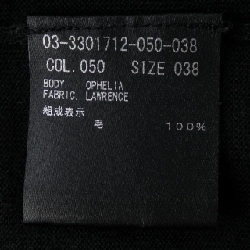 03-3301712-050-038
COL.050 SIZE 038
BODY OPHELIA
FABRIC. LAWRENCE
組成表示
毛 100%